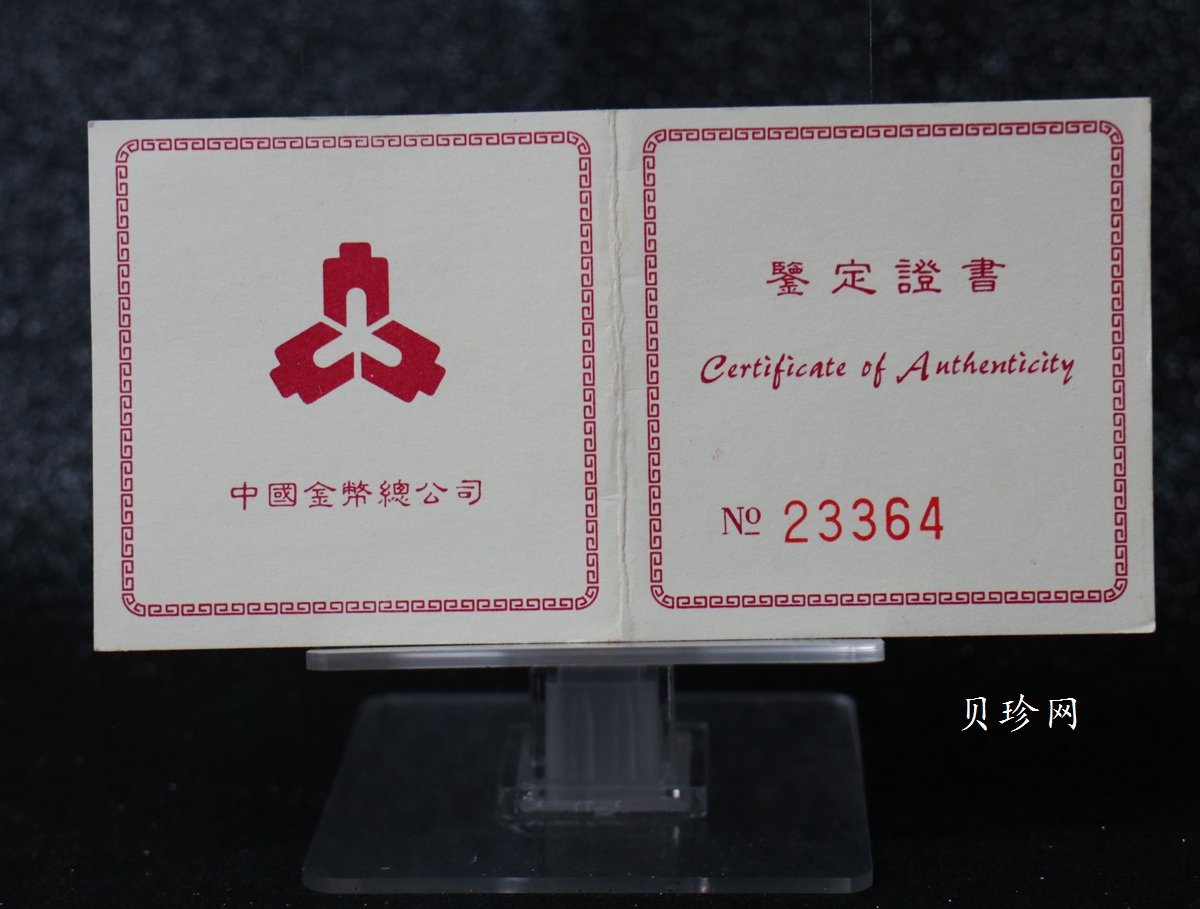 中國金幣總公司
鑒定證書
Certificate of Authenticity
№ 23364
贝珍网